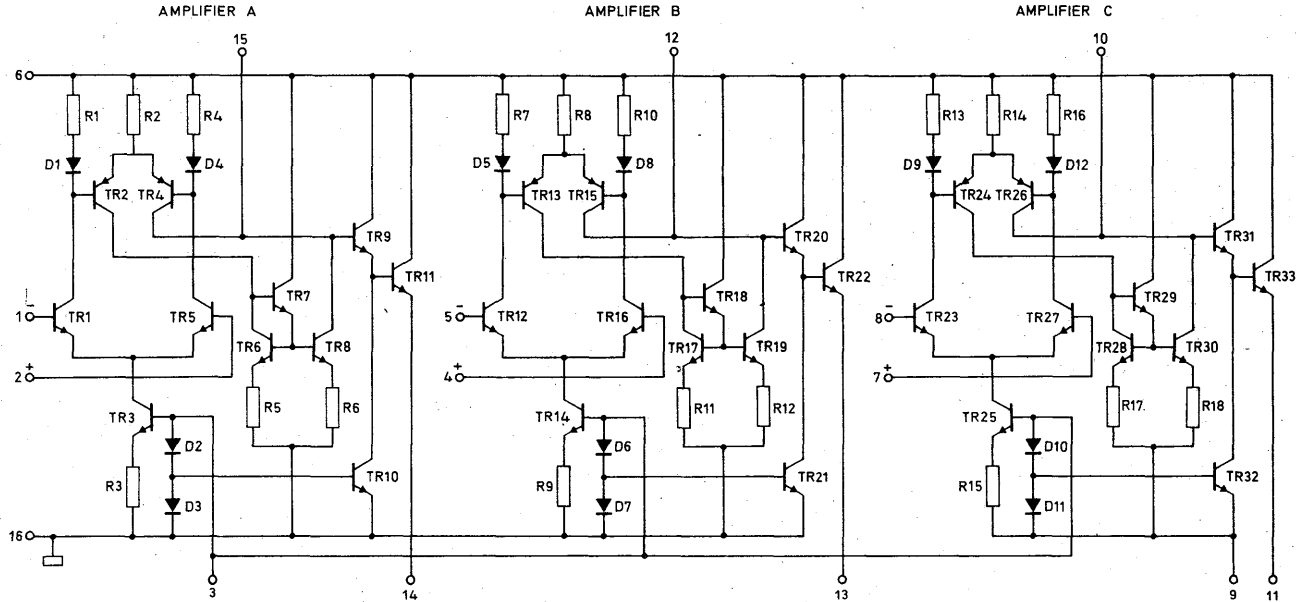 AMPLIFIER A AMPLIFIER B AMPLIFIER C
15 12 10
6
R1 R2 R4 R7 R8 R10 R13 R14 R16
D1 D4 D5 D8 D9 D12
TR2 TR4 TR13 TR15 TR24 TR26
TR9 TR20 TR31
TR11 TR22 TR33
TR7 TR18 TR29
1 - TR1 TR5 5 - TR12 TR16 8 - TR23 TR27
TR6 TR8 TR17 TR19 TR28 TR30
2 + 4 + 7 +
R5 R6 R11 R12 R17 R18
TR3 TR14 TR25
D2 D6 D10
R3 TR10 R9 TR21 R15 TR32
D3 D7 D11
16
3 14 13 9 11